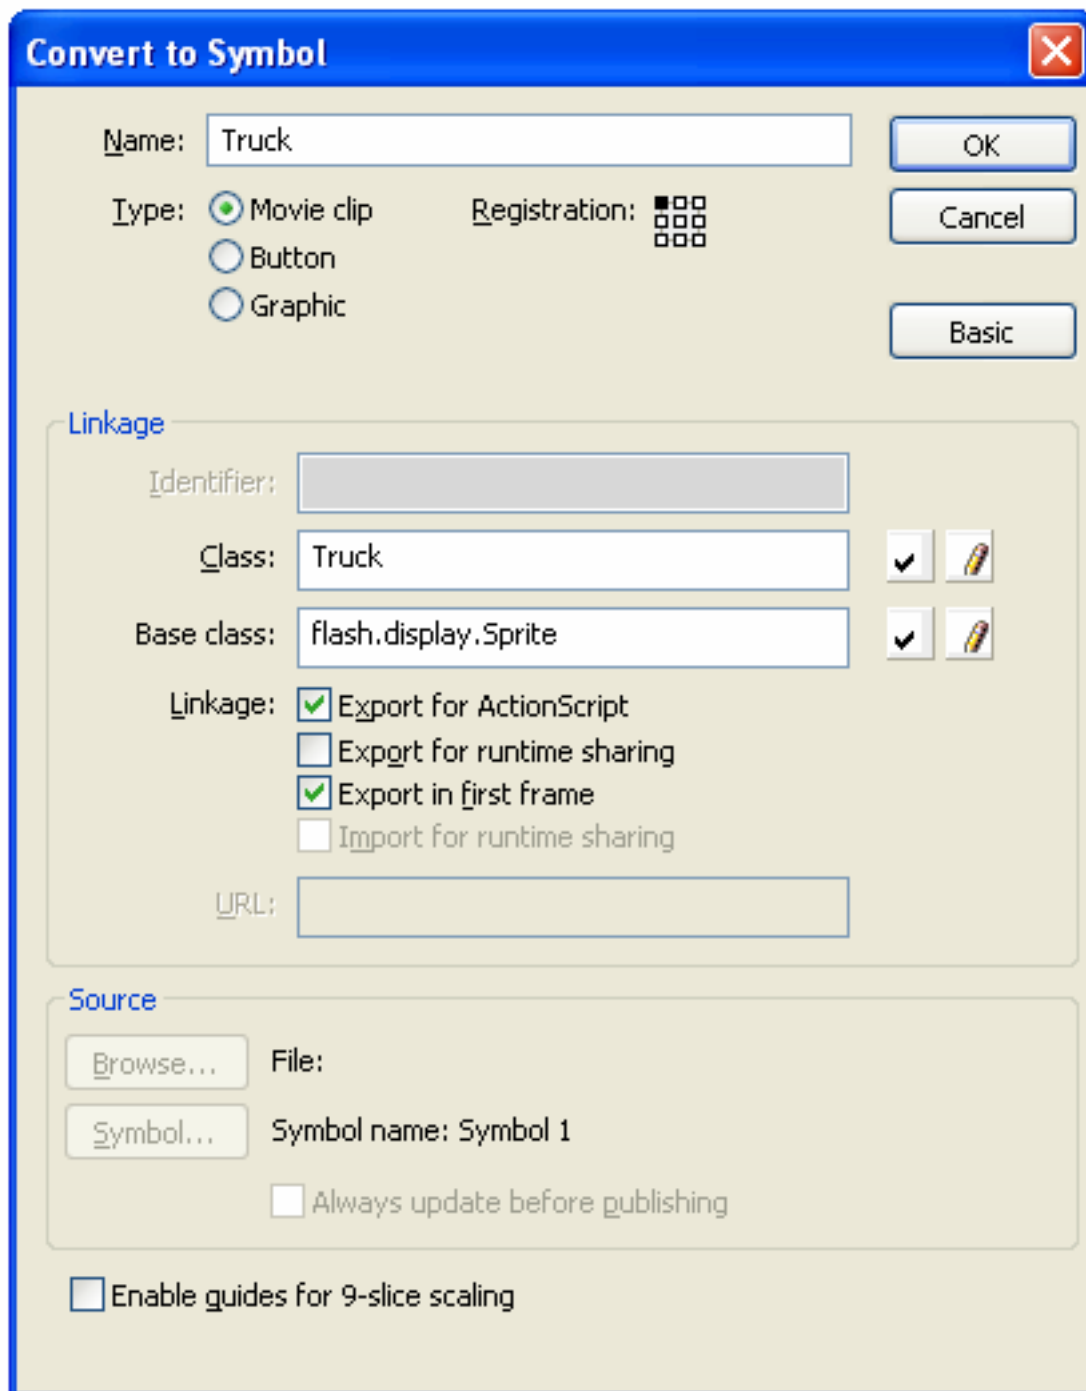 Convert to Symbol
Name: Truck
OK
Type: Movie clip
Registration:
Cancel
Button
Graphic
Basic
Linkage
Identifier:
Class: Truck
Base class: flash.display.Sprite
Linkage: Export for ActionScript
Export for runtime sharing
Export in first frame
Import for runtime sharing
URL:
Source
Browse... File:
Symbol... Symbol name: Symbol 1
Always update before publishing
Enable guides for 9-slice scaling